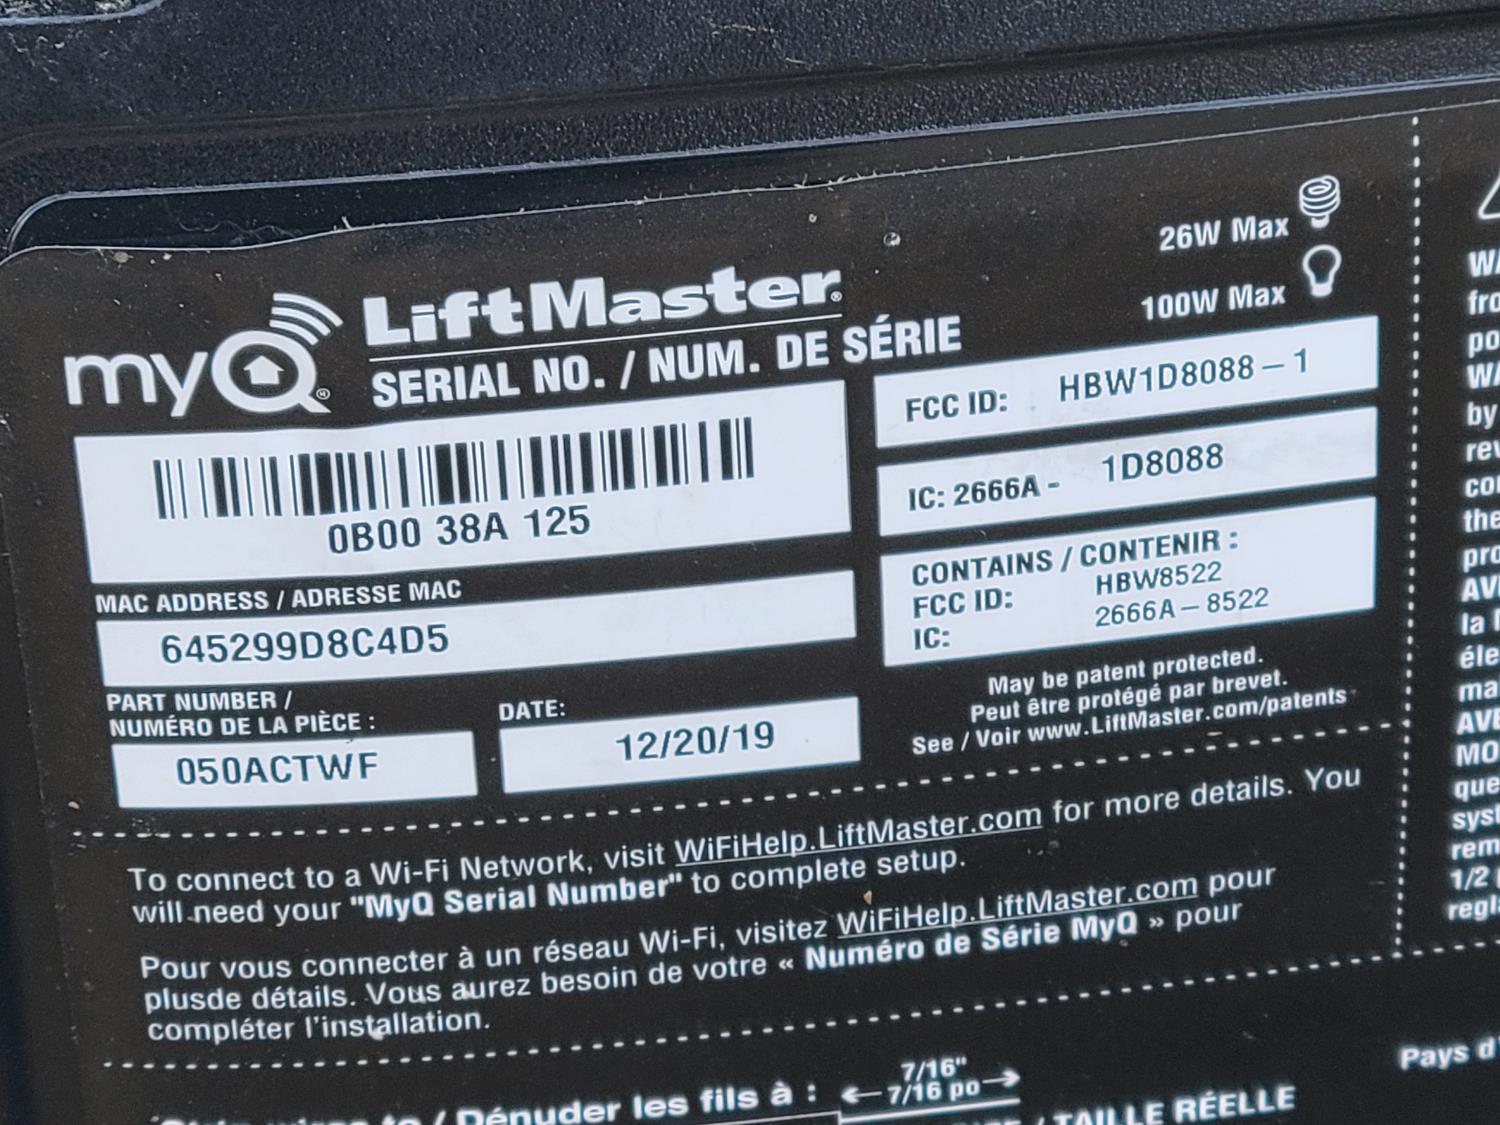 myQ LiftMaster®
SERIAL NO. / NUM. DE SÉRIE
0B00 38A 125
MAC ADDRESS / ADRESSE MAC
645299D8C4D5
PART NUMBER /
NUMÉRO DE LA PIÈCE :
050ACTWF
DATE:
12/20/19
26W Max
100W Max
FCC ID: HBW1D8088-1
IC: 2666A - 1D8088
CONTAINS / CONTENIR :
FCC ID: HBW8522
IC: 2666A-8522
May be patent protected.
Peut être protégé par brevet.
See / Voir www.LiftMaster.com/patents
To connect to a Wi-Fi Network, visit WiFiHelp.LiftMaster.com for more details. You
will need your "MyQ Serial Number" to complete setup.
Pour vous connecter à un réseau Wi-Fi, visitez WiFiHelp.LiftMaster.com pour
plusde détails. Vous aurez besoin de votre « Numéro de Série MyQ » pour
compléter l'installation.
/ Dénuder les fils à :
7/16"
7/16 po
/ TAILLE RÉELLE
Pays d'
by
the
la
1/2